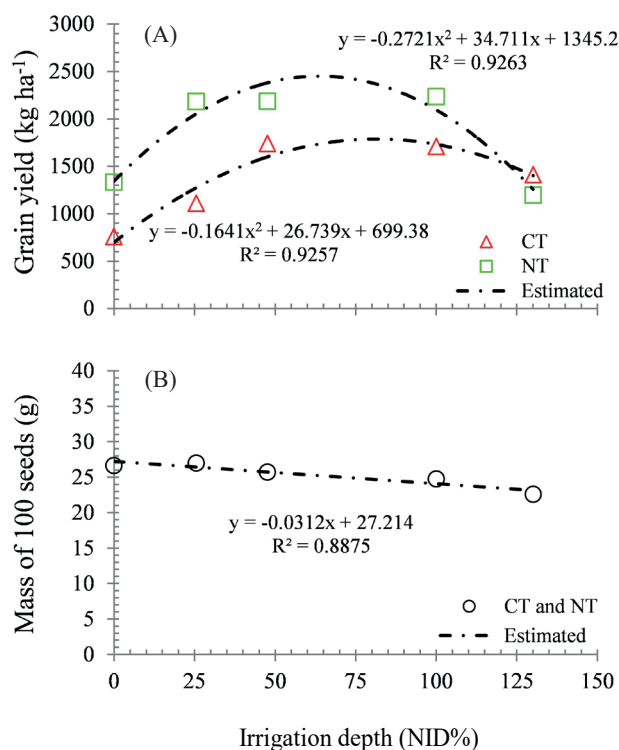 (A)
y = -0.2721x² + 34.711x + 1345.2
R² = 0.9263
Grain yield (kg ha⁻¹)
3000
2500
2000
1500
1000
500
0
y = -0.1641x² + 26.739x + 699.38
R² = 0.9257
CT
NT
Estimated
(B)
Mass of 100 seeds (g)
40
35
30
25
20
15
10
5
0
y = -0.0312x + 27.214
R² = 0.8875
CT and NT
Estimated
0 25 50 75 100 125 150
Irrigation depth (NID%)